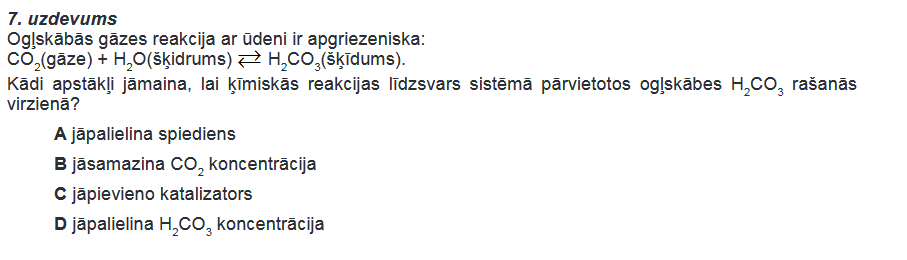 7. uzdevums
Ogļskābās gāzes reakcija ar ūdeni ir apgriezeniska:
CO₂(gāze) + H₂O(šķidrums) ⇄ H₂CO₃(šķīdums).
Kādi apstākļi jāmaina, lai ķīmiskās reakcijas līdzsvars sistēmā pārvietotos ogļskābes H₂CO₃ rašanās
virzienā?
A jāpalielina spiediens
B jāsamazina CO₂ koncentrācija
C jāpievieno katalizators
D jāpalielina H₂CO₃ koncentrācija